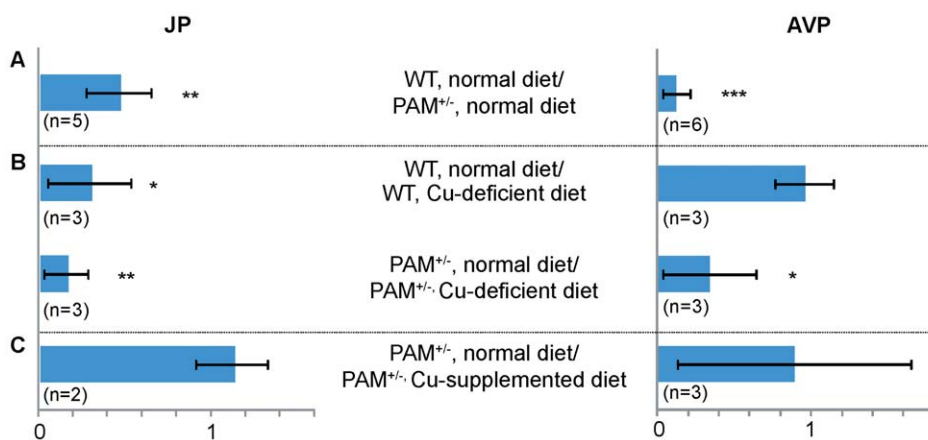 JP
AVP
A
WT, normal diet/
PAM+/-, normal diet
**
***
(n=5)
(n=6)
B
WT, normal diet/
WT, Cu-deficient diet
*
(n=3)
(n=3)
PAM+/-, normal diet/
PAM+/-, Cu-deficient diet
**
*
(n=3)
(n=3)
C
PAM+/-, normal diet/
PAM+/-, Cu-supplemented diet
(n=2)
(n=3)
0
1
0
1